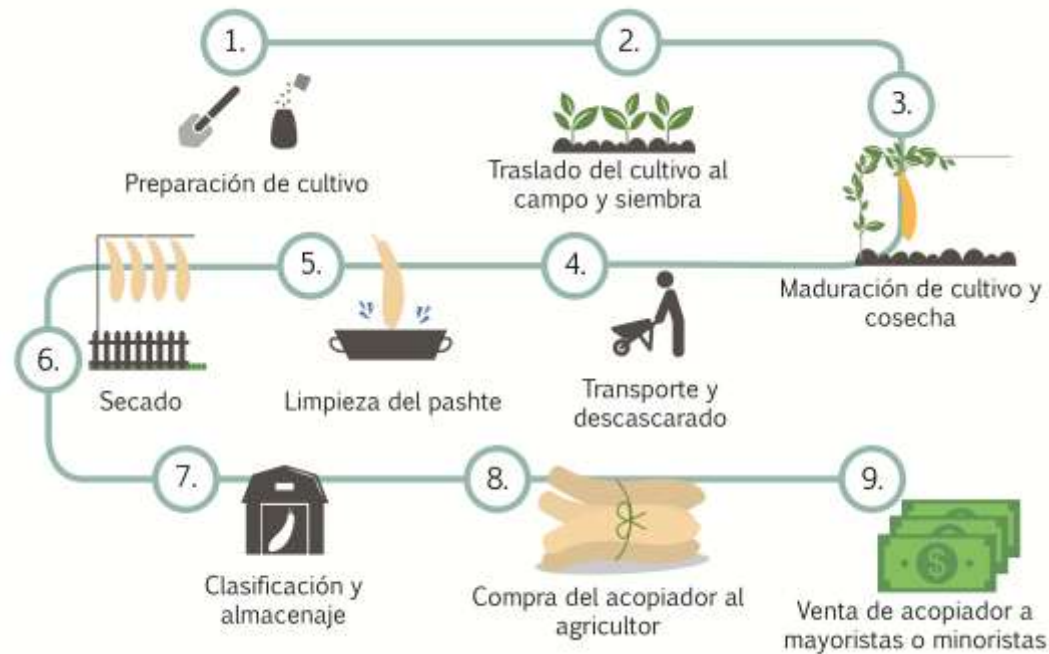 1.
Preparación de cultivo
2.
Traslado del cultivo al
campo y siembra
3.
Maduración de cultivo y
cosecha
4.
Transporte y
descascarado
5.
Limpieza del pashte
6.
Secado
7.
Clasificación y
almacenaje
8.
Compra del acopiador al
agricultor
9.
$
Venta de acopiador a
mayoristas o minoristas